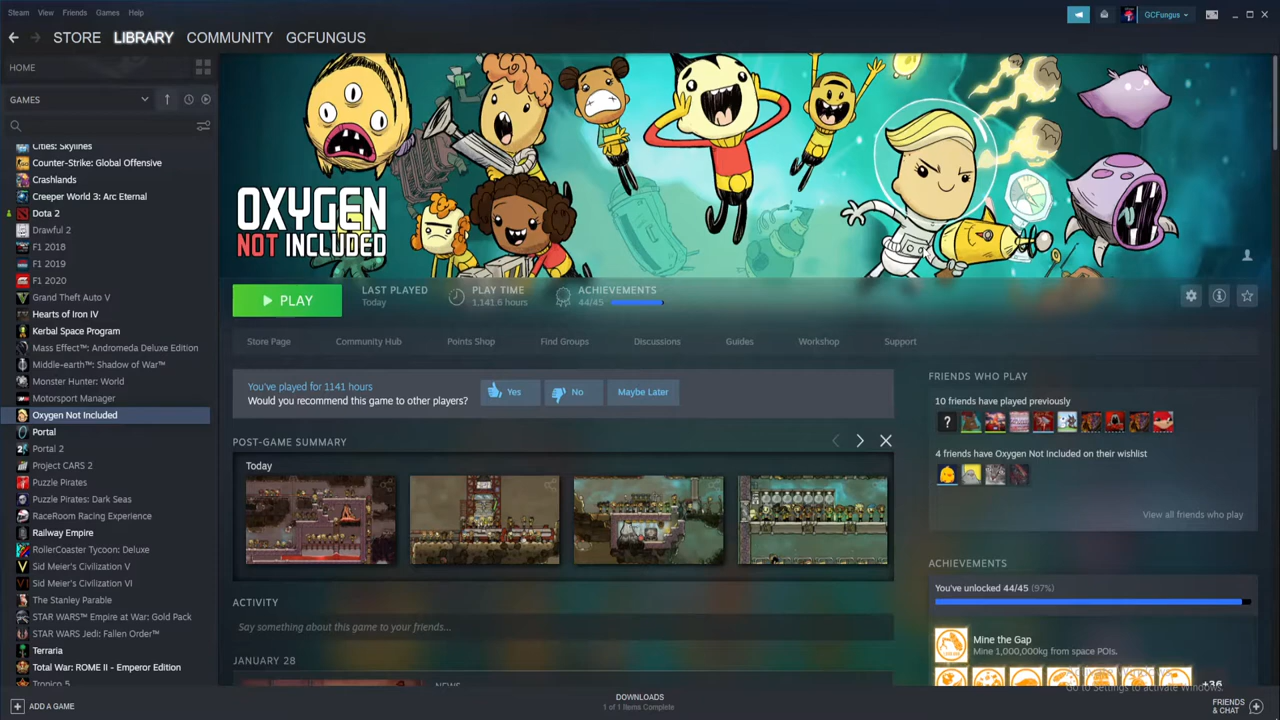 Steam View Friends Games Help
GCFungus
STORE LIBRARY COMMUNITY GCFUNGUS
HOME
GAMES
Cities: Skylines
Counter-Strike: Global Offensive
Crashlands
Creeper World 3: Arc Eternal
Dota 2
Drawful 2
F1 2018
F1 2019
F1 2020
Grand Theft Auto V
Hearts of Iron IV
Kerbal Space Program
Mass Effect™: Andromeda Deluxe Edition
Middle-earth™: Shadow of War™
Monster Hunter: World
Motorsport Manager
Oxygen Not Included
Portal
Portal 2
Project CARS 2
Puzzle Pirates
Puzzle Pirates: Dark Seas
RaceRoom Racing Experience
Railway Empire
RollerCoaster Tycoon: Deluxe
Sid Meier's Civilization V
Sid Meier's Civilization VI
The Stanley Parable
STAR WARS™ Empire at War: Gold Pack
STAR WARS Jedi: Fallen Order™
Terraria
Total War: ROME II - Emperor Edition
Tropico 5
ADD A GAME
OXYGEN
NOT INCLUDED
PLAY
LAST PLAYED
Today
PLAY TIME
1,141.6 hours
ACHIEVEMENTS
44/45
Store Page Community Hub Points Shop Find Groups Discussions Guides Workshop Support
You've played for 1141 hours
Would you recommend this game to other players?
Yes No Maybe Later
POST-GAME SUMMARY
Today
ACTIVITY
Say something about this game to your friends...
JANUARY 28
NEWS
FRIENDS WHO PLAY
10 friends have played previously
?
4 friends have Oxygen Not Included on their wishlist
View all friends who play
ACHIEVEMENTS
You've unlocked 44/45 (97%)
Mine the Gap
Mine 1,000,000kg from space POIs.
+36
Go to Settings to activate Windows.
DOWNLOADS
1 of 1 Items Complete
FRIENDS
& CHAT